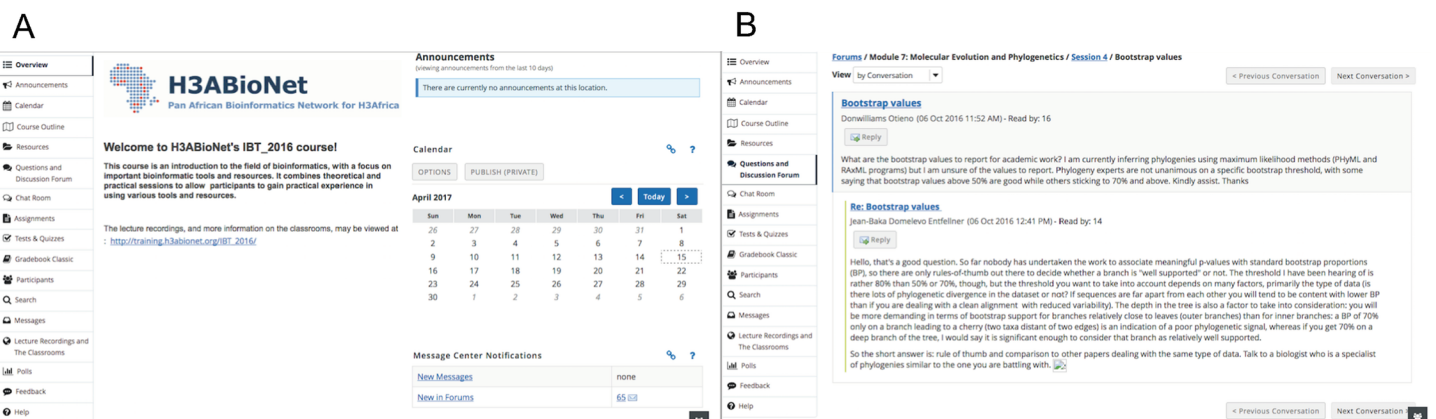 A
Overview
Announcements
Calendar
Course Outline
Resources
Questions and
Discussion Forum
Chat Room
Assignments
Tests & Quizzes
Gradebook Classic
Participants
Search
Messages
Lecture Recordings and
The Classrooms
Polls
Feedback
Help
H3ABioNet
Pan African Bioinformatics Network for H3Africa
Welcome to H3ABioNet's IBT_2016 course!
This course is an introduction to the field of bioinformatics, with a focus on
important bioinformatic tools and resources. It combines theoretical and
practical sessions to allow participants to gain practical experience in
using various tools and resources.
The lecture recordings, and more information on the classrooms, may be viewed at
: http://training.h3abionet.org/IBT_2016/
Announcements
(viewing announcements from the last 10 days)
There are currently no announcements at this location.
Calendar
?
OPTIONS PUBLISH (PRIVATE)
April 2017 < Today >
Sun Mon Tue Wed Thu Fri Sat
26 27 28 29 30 31 1
2 3 4 5 6 7 8
9 10 11 12 13 14 15
16 17 18 19 20 21 22
23 24 25 26 27 28 29
30 1 2 3 4 5 6
Message Center Notifications
?
New Messages none
New in Forums 65
B
Overview
Announcements
Calendar
Course Outline
Resources
Questions and
Discussion Forum
Chat Room
Assignments
Tests & Quizzes
Gradebook Classic
Participants
Search
Messages
Lecture Recordings and
The Classrooms
Polls
Feedback
Help
Forums / Module 7: Molecular Evolution and Phylogenetics / Session 4 / Bootstrap values
View by Conversation
< Previous Conversation Next Conversation >
Bootstrap values
Donwilliams Otieno (06 Oct 2016 11:52 AM) - Read by: 16
Reply
What are the bootstrap values to report for academic work? I am currently inferring phylogenies using maximum likelihood methods (PHyML and
RAxML programs) but I am unsure of the values to report. Phylogeny experts are not unanimous on a specific bootstrap threshold, with some
saying that bootstrap values above 50% are good while others sticking to 70% and above. Kindly assist. Thanks
Re: Bootstrap values
Jean-Baka Domelevo Entfellner (06 Oct 2016 12:41 PM) - Read by: 14
Reply
Hello, that's a good question. So far nobody has undertaken the work to associate meaningful p-values with standard bootstrap proportions
(BP), so there are only rules-of-thumb out there to decide whether a branch is "well supported" or not. The threshold I have been hearing of is
rather 80% than 50% or 70%, though, but the threshold you want to take into account depends on many factors, primarily the type of data (is
there lots of phylogenetic divergence in the dataset or not? If sequences are far apart from each other you will tend to be content with lower BP
than if you are dealing with a clean alignment with reduced variability). The depth in the tree is also a factor to take into consideration: you will
be more demanding in terms of bootstrap support for branches relatively close to leaves (outer branches) than for inner branches: a BP of 70%
only on a branch leading to a cherry (two taxa distant of two edges) is an indication of a poor phylogenetic signal, whereas if you get 70% on a
deep branch of the tree, I would say it is significant enough to consider that branch as relatively well supported.
So the short answer is: rule of thumb and comparison to other papers dealing with the same type of data. Talk to a biologist who is a specialist
of phylogenies similar to the one you are battling with.
< Previous Conversation Next Conversation